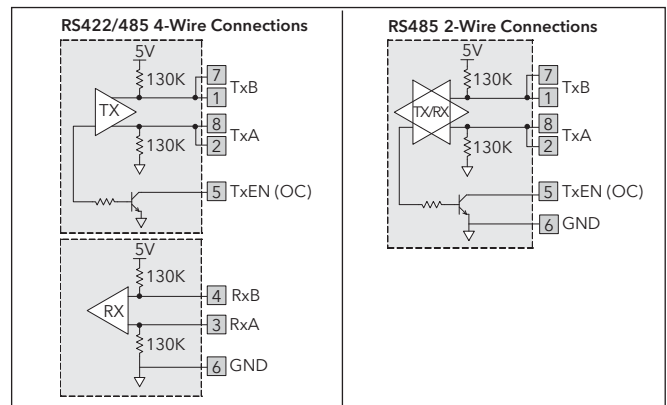 RS422/485 4-Wire Connections
5V
130K
7
TxB
1
TX
8
TxA
130K
2
5 TxEN (OC)
5V
130K
4 RxB
RX
3 RxA
130K
6 GND
RS485 2-Wire Connections
5V
130K
7
TxB
1
TX/RX
8
TxA
130K
2
5 TxEN (OC)
6 GND